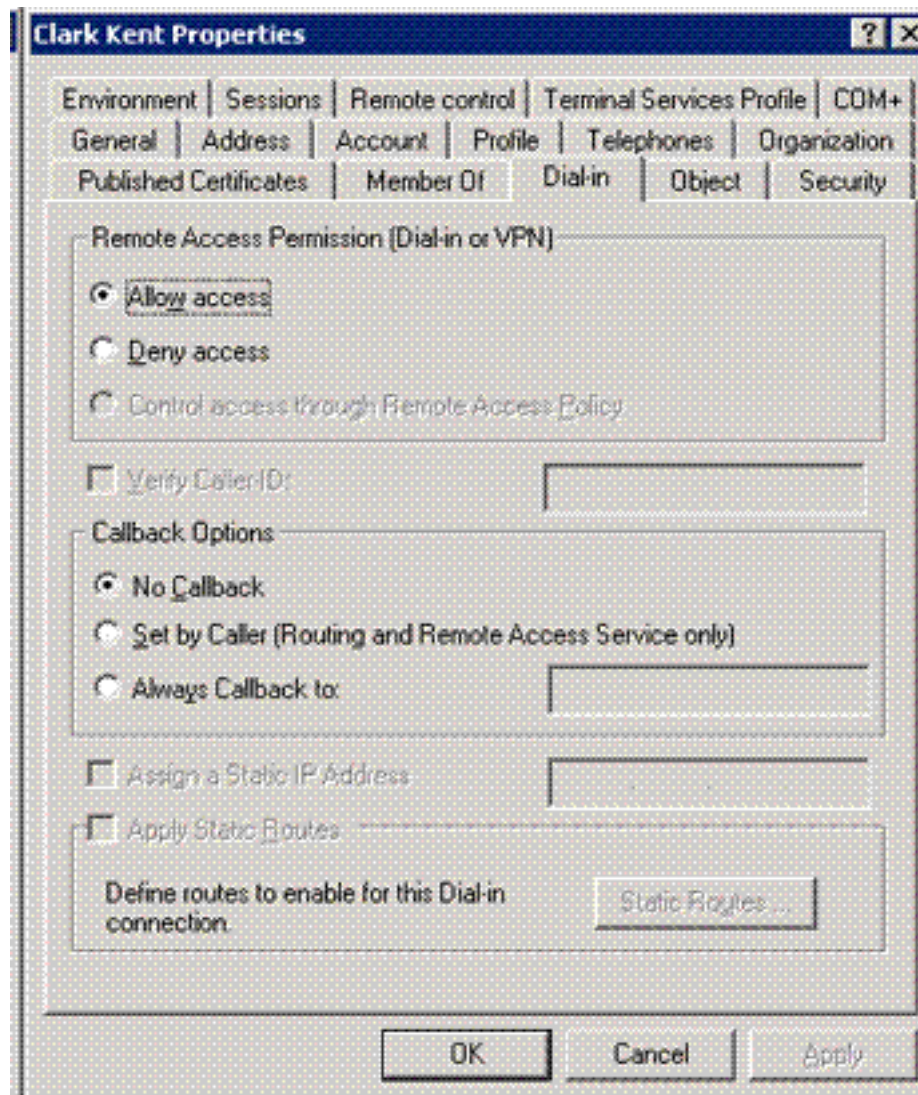 Clark Kent Properties
Environment Sessions Remote control Terminal Services Profile COM+
General Address Account Profile Telephones Organization
Published Certificates Member Of Dial-in Object Security
Remote Access Permission (Dial-in or VPN)
Allow access
Deny access
Control access through Remote Access Policy
Verify Caller-ID:
Callback Options
No Callback
Set by Caller (Routing and Remote Access Service only)
Always Callback to:
Assign a Static IP Address
Apply Static Routes
Define routes to enable for this Dial-in
connection.
Static Routes ...
OK Cancel Apply